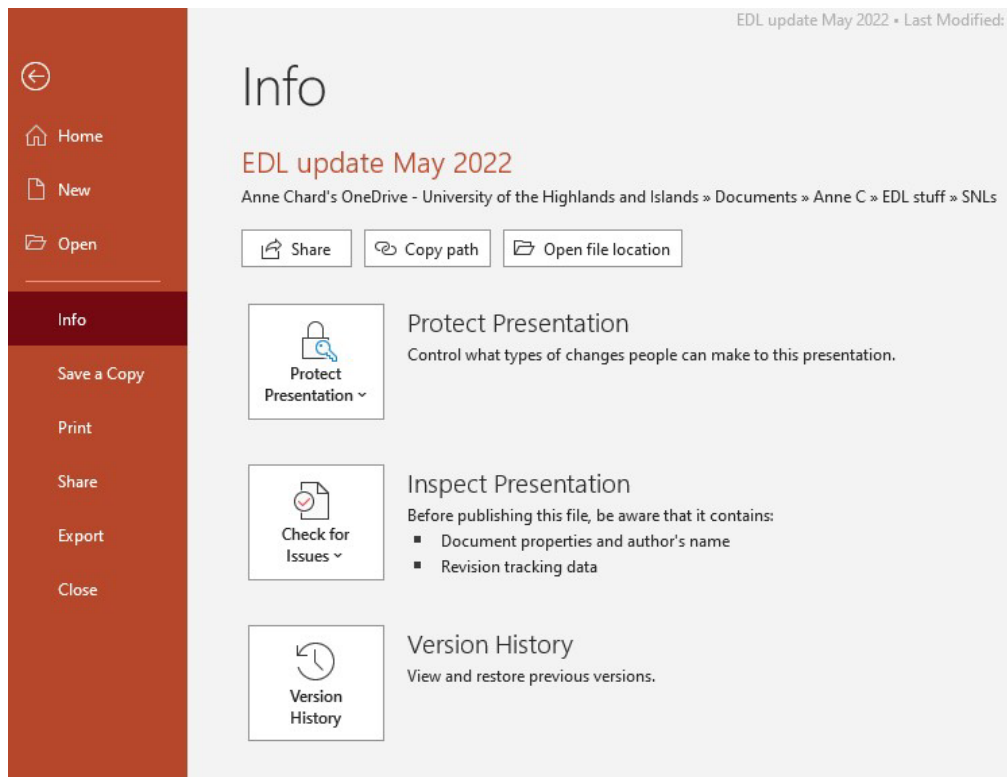 EDL update May 2022 • Last Modified:
Info
Home
New
Open
Info
Save a Copy
Print
Share
Export
Close
EDL update May 2022
Anne Chard's OneDrive - University of the Highlands and Islands » Documents » Anne C » EDL stuff » SNLs
Share
Copy path
Open file location
Protect
Presentation
Protect Presentation
Control what types of changes people can make to this presentation.
Check for
Issues
Inspect Presentation
Before publishing this file, be aware that it contains:
▪ Document properties and author's name
▪ Revision tracking data
Version
History
Version History
View and restore previous versions.